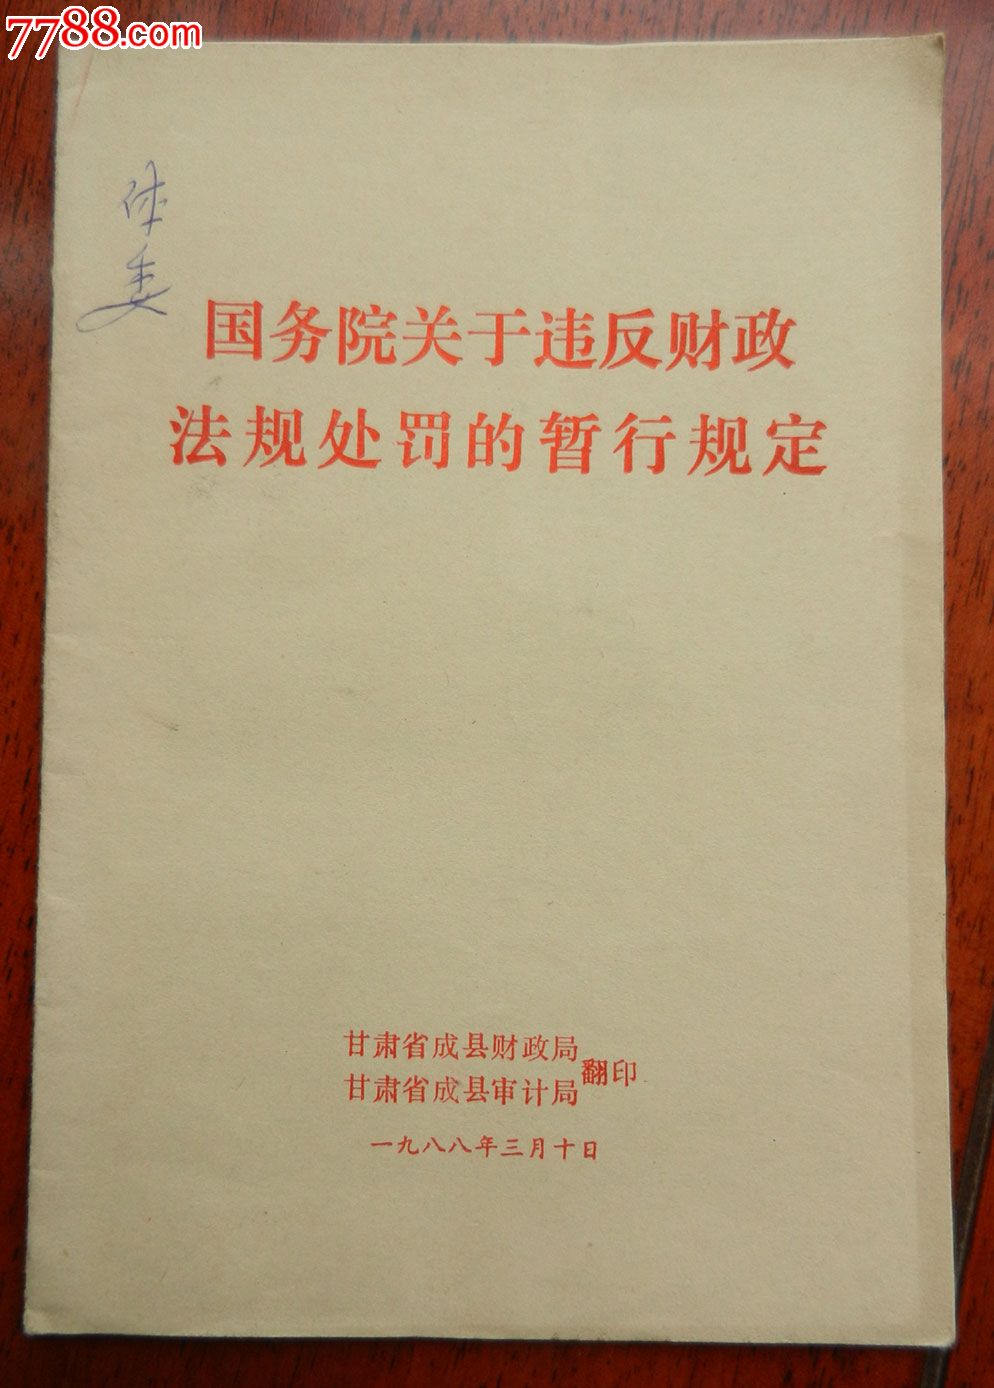 7788.com
体委
国务院关于违反财政
法规处罚的暂行规定
甘肃省成县财政局
甘肃省成县审计局
翻印
一九八八年三月十日